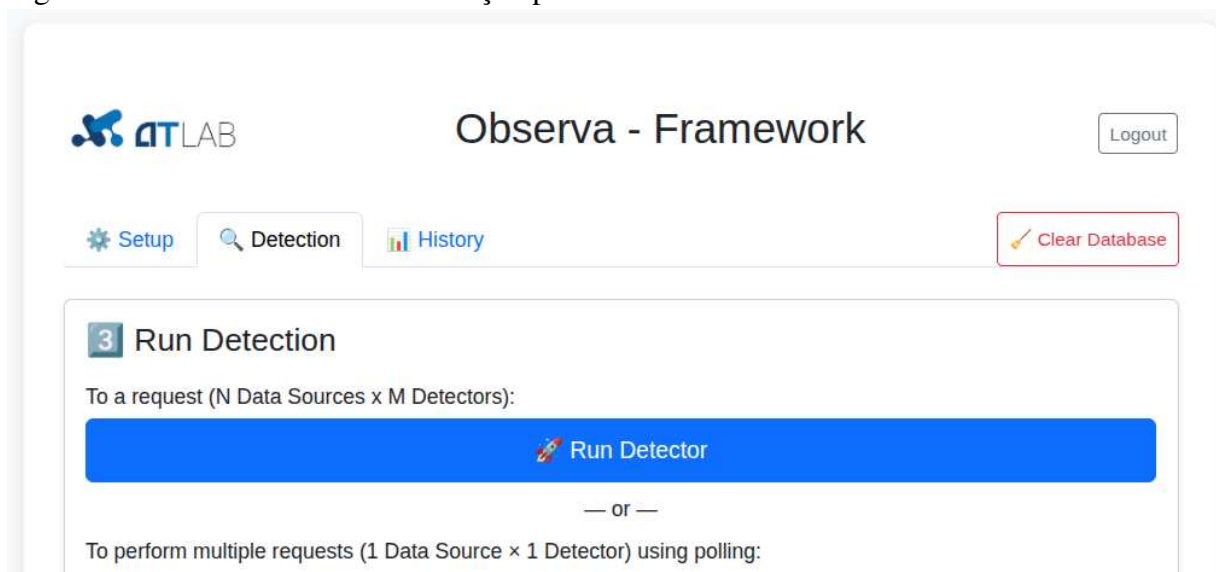 ATLAB
Observa - Framework
Logout
Setup
Detection
History
Clear Database
3 Run Detection
To a request (N Data Sources x M Detectors):
Run Detector
— or —
To perform multiple requests (1 Data Source × 1 Detector) using polling: